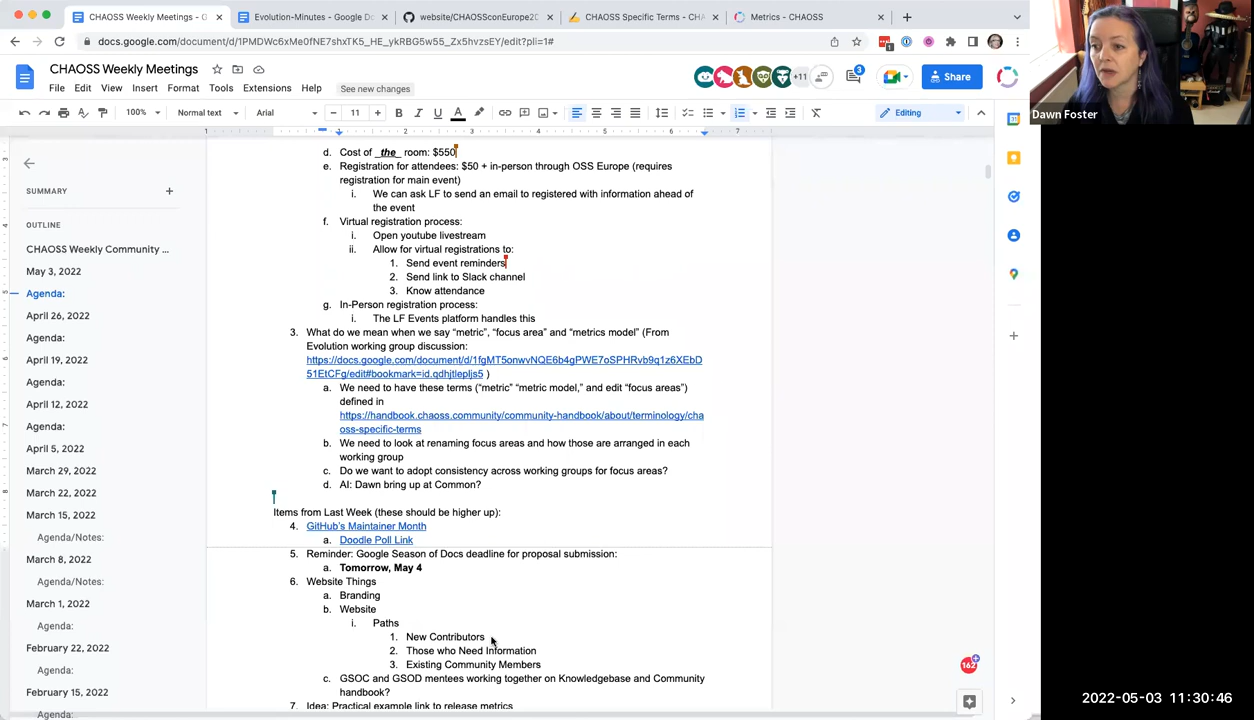 CHAOSS Weekly Meetings - G
Evolution-Minutes - Google Do
website/CHAOSSconEurope20
CHAOSS Specific Terms - CHA
Metrics - CHAOSS
docs.google.com/document/d/1PMDWc6xMe0fNE7shxTK5_HE_ykRBG5w55_Zx5hvzsEY/edit?pli=1#
CHAOSS Weekly Meetings
File Edit View Insert Format Tools Extensions Help
See new changes
+11
3
Share
Dawn Foster
100%
Normal text
Arial
11
Editing
SUMMARY
OUTLINE
CHAOSS Weekly Community ...
May 3, 2022
Agenda:
April 26, 2022
Agenda:
April 19, 2022
Agenda:
April 12, 2022
Agenda:
April 5, 2022
March 29, 2022
March 22, 2022
March 15, 2022
Agenda/Notes:
March 8, 2022
Agenda/Notes:
March 1, 2022
Agenda:
February 22, 2022
Agenda:
February 15, 2022
Agenda:
d. Cost of _the_ room: $550
e. Registration for attendees: $50 + in-person through OSS Europe (requires
registration for main event)
i. We can ask LF to send an email to registered with information ahead of
the event
f. Virtual registration process:
i. Open youtube livestream
ii. Allow for virtual registrations to:
1. Send event reminders
2. Send link to Slack channel
3. Know attendance
g. In-Person registration process:
i. The LF Events platform handles this
3. What do we mean when we say “metric”, “focus area” and “metrics model” (From
Evolution working group discussion:
https://docs.google.com/document/d/1fgMT5onwvNQE6b4gPWE7oSPHRvb9q1z6XEbD
51EtCFg/edit#bookmark=id.qdhjtlepljs5 )
a. We need to have these terms (“metric” “metric model,” and edit “focus areas”)
defined in
https://handbook.chaoss.community/community-handbook/about/terminology/cha
oss-specific-terms
b. We need to look at renaming focus areas and how those are arranged in each
working group
c. Do we want to adopt consistency across working groups for focus areas?
d. AI: Dawn bring up at Common?
Items from Last Week (these should be higher up):
4. GitHub’s Maintainer Month
a. Doodle Poll Link
5. Reminder: Google Season of Docs deadline for proposal submission:
a. Tomorrow, May 4
6. Website Things
a. Branding
b. Website
i. Paths
1. New Contributors
2. Those who Need Information
3. Existing Community Members
c. GSOC and GSOD mentees working together on Knowledgebase and Community
handbook?
7. Idea: Practical example link to release metrics
162
2022-05-03 11:30:46